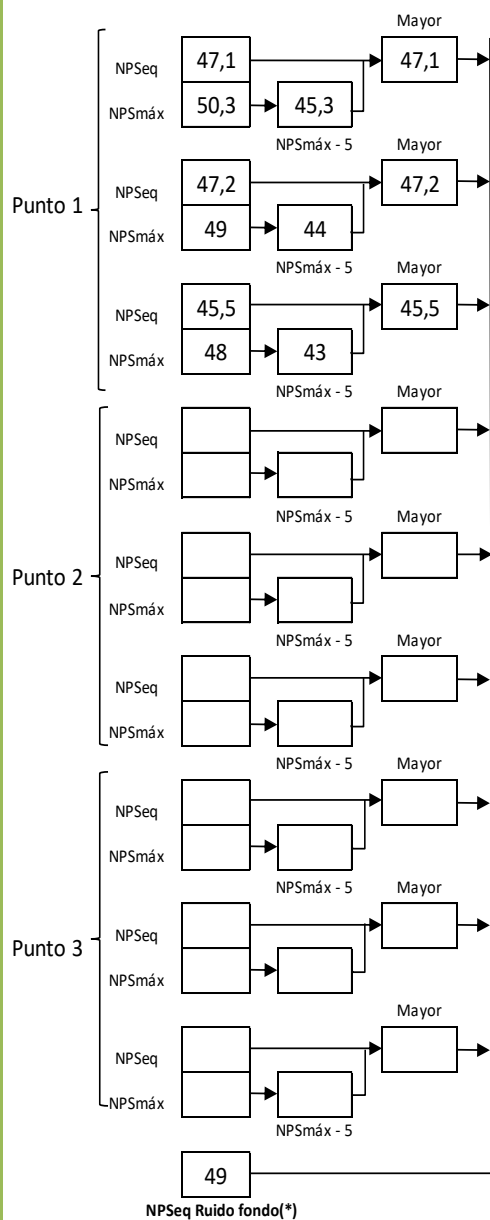 Mayor
NPSeq 47,1 47,1
NPSmáx 50,3 45,3
NPSmáx - 5 Mayor
NPSeq 47,2 47,2
Punto 1
NPSmáx 49 44
NPSmáx - 5 Mayor
NPSeq 45,5 45,5
NPSmáx 48 43
NPSmáx - 5 Mayor
NPSeq
NPSmáx
NPSmáx - 5 Mayor
NPSeq
Punto 2
NPSmáx
NPSmáx - 5 Mayor
NPSeq
NPSmáx
NPSmáx - 5 Mayor
NPSeq
NPSmáx
NPSmáx - 5 Mayor
NPSeq
Punto 3
NPSmáx
NPSmáx - 5 Mayor
NPSeq
NPSmáx
NPSmáx - 5
49
NPSeq Ruido fondo(*)